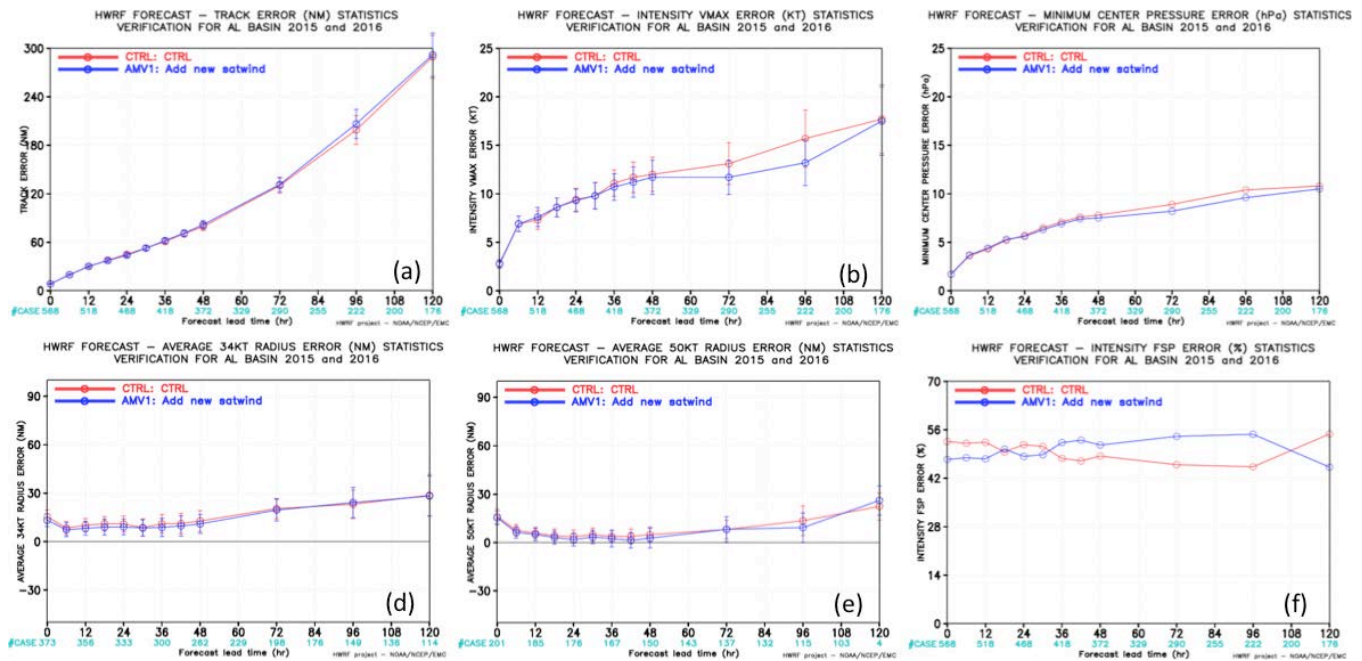 HWRF FORECAST – TRACK ERROR (NM) STATISTICS
VERIFICATION FOR AL BASIN 2015 and 2016
CTRL: CTRL
AMV1: Add new satwind
TRACK ERROR (NM)
300
240
180
120
60
0
(a)
0 12 24 36 48 60 72 84 96 108 120
#CASE 568 518 468 418 372 329 290 255 222 200 176
Forecast lead time (hr)
HWRF project – NOAA/NCEP/EMC
HWRF FORECAST – INTENSITY VMAX ERROR (KT) STATISTICS
VERIFICATION FOR AL BASIN 2015 and 2016
CTRL: CTRL
AMV1: Add new satwind
INTENSITY VMAX ERROR (KT)
25
20
15
10
5
0
(b)
0 12 24 36 48 60 72 84 96 108 120
#CASE 568 518 468 418 372 329 290 255 222 200 176
Forecast lead time (hr)
HWRF project – NOAA/NCEP/EMC
HWRF FORECAST – MINIMUM CENTER PRESSURE ERROR (hPa) STATISTICS
VERIFICATION FOR AL BASIN 2015 and 2016
CTRL: CTRL
AMV1: Add new satwind
MINIMUM CENTER PRESSURE ERROR (hPa)
25
20
15
10
5
0
(c)
0 12 24 36 48 60 72 84 96 108 120
#CASE 568 518 468 418 372 329 290 255 222 200 176
Forecast lead time (hr)
HWRF project – NOAA/NCEP/EMC
HWRF FORECAST – AVERAGE 34KT RADIUS ERROR (NM) STATISTICS
VERIFICATION FOR AL BASIN 2015 and 2016
CTRL: CTRL
AMV1: Add new satwind
AVERAGE 34KT RADIUS ERROR (NM)
90
60
30
0
−30
(d)
0 12 24 36 48 60 72 84 96 108 120
#CASE 373 356 333 300 262 229 198 176 149 138 114
Forecast lead time (hr)
HWRF project – NOAA/NCEP/EMC
HWRF FORECAST – AVERAGE 50KT RADIUS ERROR (NM) STATISTICS
VERIFICATION FOR AL BASIN 2015 and 2016
CTRL: CTRL
AMV1: Add new satwind
AVERAGE 50KT RADIUS ERROR (NM)
90
60
30
0
−30
(e)
0 12 24 36 48 60 72 84 96 108 120
#CASE 201 185 176 167 150 143 137 132 115 103 4
Forecast lead time (hr)
HWRF project – NOAA/NCEP/EMC
HWRF FORECAST – INTENSITY FSP ERROR (%) STATISTICS
VERIFICATION FOR AL BASIN 2015 and 2016
CTRL: CTRL
AMV1: Add new satwind
INTENSITY FSP ERROR (%)
70
56
42
28
14
0
(f)
0 12 24 36 48 60 72 84 96 108 120
#CASE 568 518 468 418 372 329 290 255 222 200 176
Forecast lead time (hr)
HWRF project – NOAA/NCEP/EMC